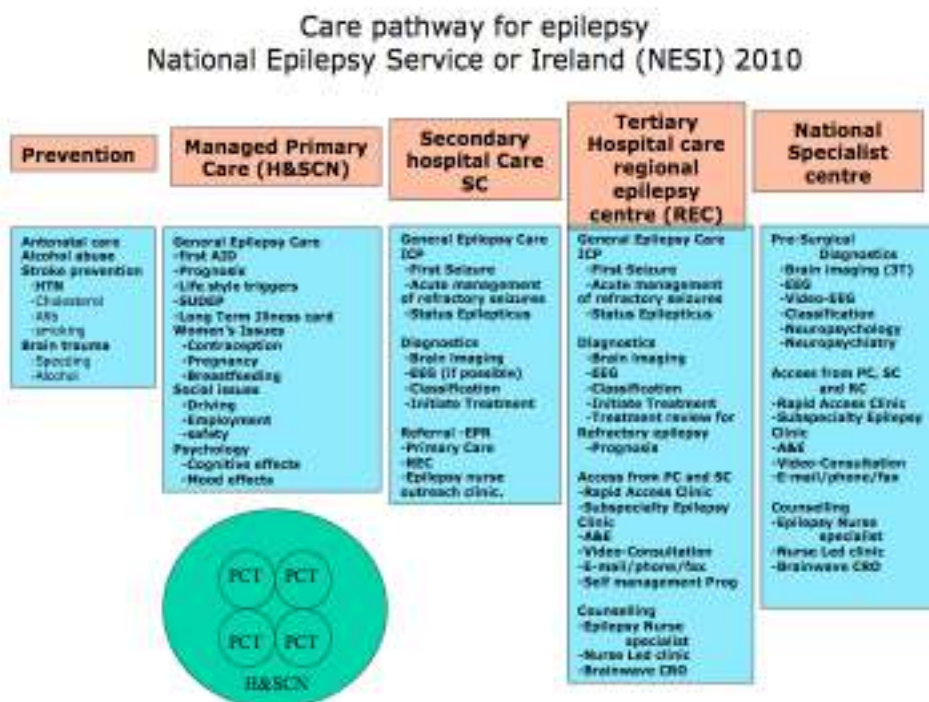 Care pathway for epilepsy
National Epilepsy Service or Ireland (NESI) 2010
Prevention
Antonatal care
Alcohol abuse
Stroke prevention
-HTN
-Cholesterol
-smoking
Brain trauma
-Speeding
-Alcohol
Managed Primary
Care (H&SCN)
General Epilepsy Care
-first AID
-Prognosis
-Life style triggers
-SUDEP
-Long Term Illness card
Women's Issues
-Contraception
-Pregnancy
-Breastfeeding
Social issues
-Driving
-Employment
-safety
Psychology
-Cognitive effects
-Mood effects
PCT PCT
PCT PCT
H&SCN
Secondary
hospital Care
SC
General Epilepsy Care
ICP
-First Seizure
-Acute management
of refractory seizures
-Status Epilepticus
Diagnostics
-Brain Imaging
-EEG (if possible)
-Classification
-Initiate Treatment
Referral -EPR
-Primary Care
-Epilepsy nurse
outreach clinic.
Tertiary
Hospital care
regional
epilepsy
centre (REC)
General Epilepsy Care
ICP
-First Seizure
-Acute management
of refractory seizures
-Status Epilepticus
Diagnostics
-Brain Imaging
-EEG
-Classification
-Initiate Treatment
-Treatment review for
Refractory epilepsy
-Prognosis
Access from PC and SC
-Rapid Access Clinic
-Subspecialty Epilepsy
Clinic
-A&E
-Video-Consultation
-E-mail/phone/fax
-Self management Prog
Counselling
-Epilepsy Nurse
specialist
-Nurse Led clinic
-Brainwave CRO
National
Specialist
centre
Pre-Surgical
Diagnostics
-Brain imaging (3T)
-EEG
-Video-EEG
-Classification
-Neuropsychology
-Neuropsychiatry
Access from PC, SC
and RC
-Rapid Access Clinic
-Subspecialty Epilepsy
Clinic
-A&E
-Video-Consultation
-E-mail/phone/fax
Counselling
-Epilepsy Nurse
specialist
-Nurse Led clinic
-Brainwave CRO